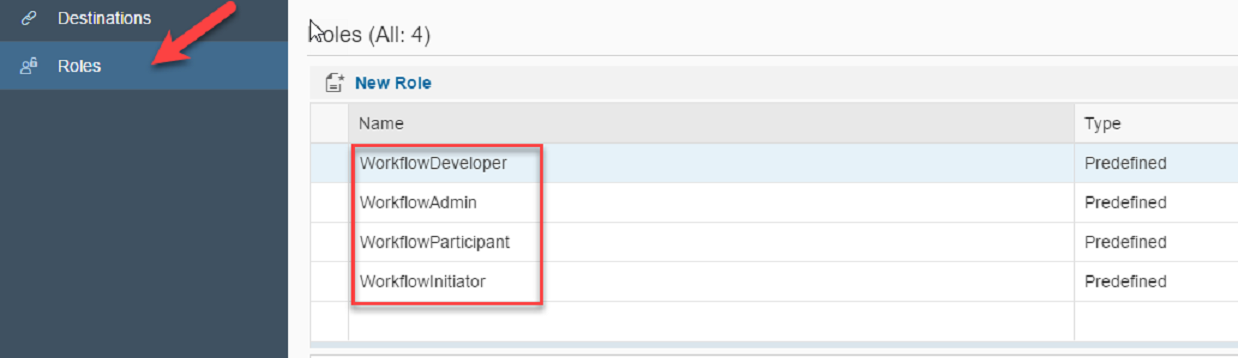 Destinations
Roles
Roles (All: 4)
New Role
Name Type
WorkflowDeveloper Predefined
WorkflowAdmin Predefined
WorkflowParticipant Predefined
WorkflowInitiator Predefined